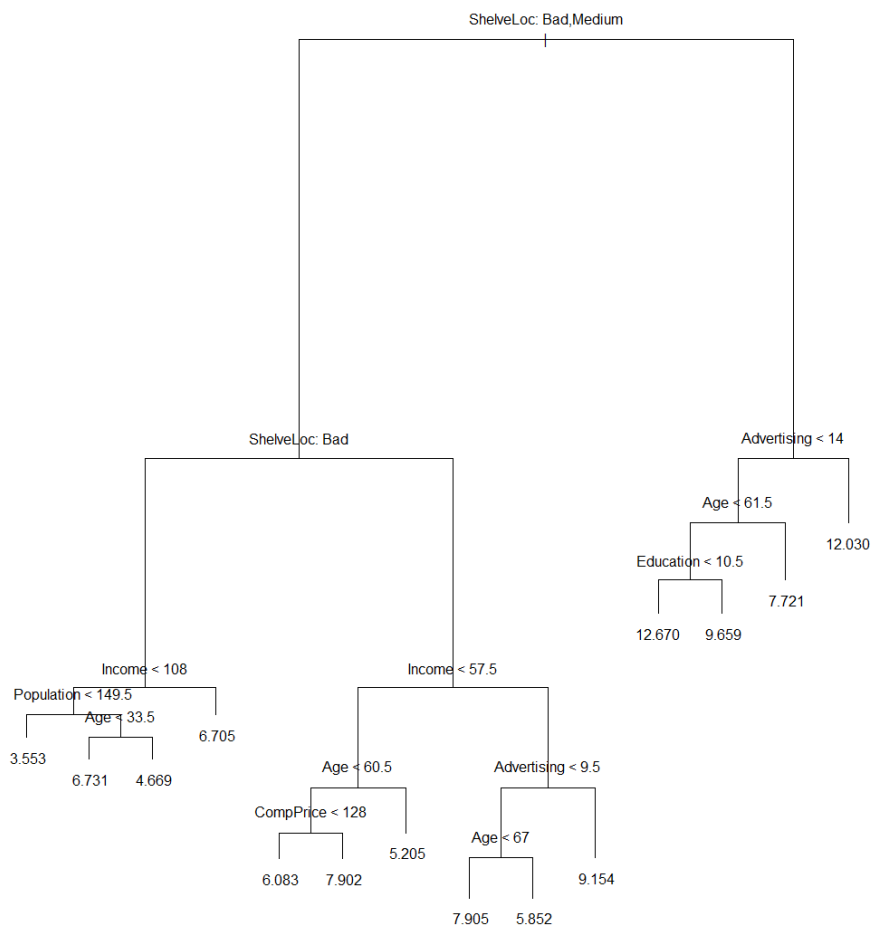 ShelveLoc: Bad,Medium
ShelveLoc: Bad
Advertising < 14
Age < 61.5
12.030
Education < 10.5
7.721
12.670
9.659
Income < 108
Income < 57.5
Population < 149.5
Age < 33.5
6.705
3.553
6.731
4.669
Age < 60.5
Advertising < 9.5
CompPrice < 128
5.205
Age < 67
6.083
7.902
9.154
7.905
5.852